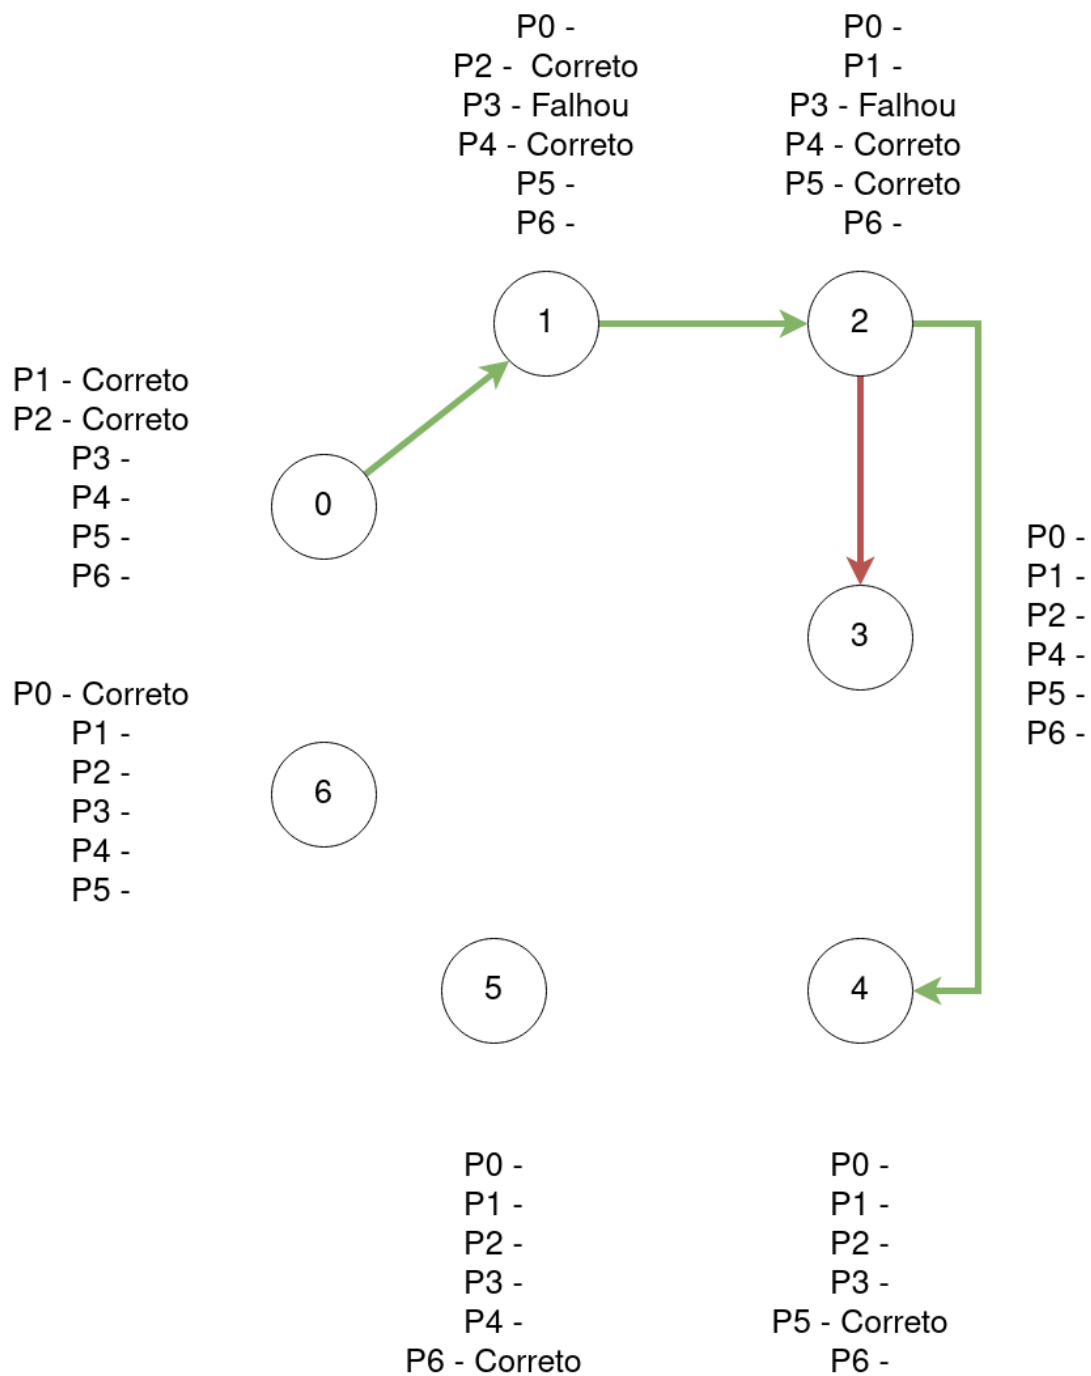 P0 -
P2 - Correto
P3 - Falhou
P4 - Correto
P5 -
P6 -
P0 -
P1 -
P3 - Falhou
P4 - Correto
P5 - Correto
P6 -
1
2
P1 - Correto
P2 - Correto
P3 -
P4 -
P5 -
P6 -
0
P0 -
P1 -
P2 -
P4 -
P5 -
P6 -
3
P0 - Correto
P1 -
P2 -
P3 -
P4 -
P5 -
6
5
4
P0 -
P1 -
P2 -
P3 -
P4 -
P6 - Correto
P0 -
P1 -
P2 -
P3 -
P5 - Correto
P6 -